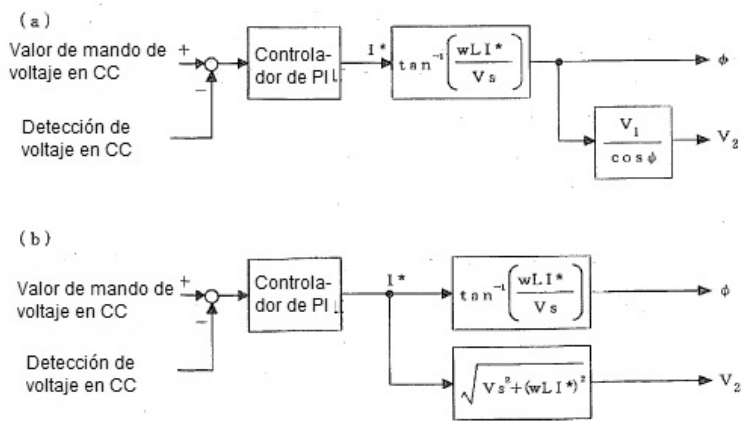 (a)
Valor de mando de
voltaje en CC
+
−
Detección de
voltaje en CC
Controla-
dor de PI
I*
tan⁻¹(wLI*/Vs)
φ
V₁/cosφ
V₂
(b)
Valor de mando de
voltaje en CC
+
−
Detección de
voltaje en CC
Controla-
dor de PI
I*
tan⁻¹(wLI*/Vs)
φ
√Vs²+(wLI*)²
V₂